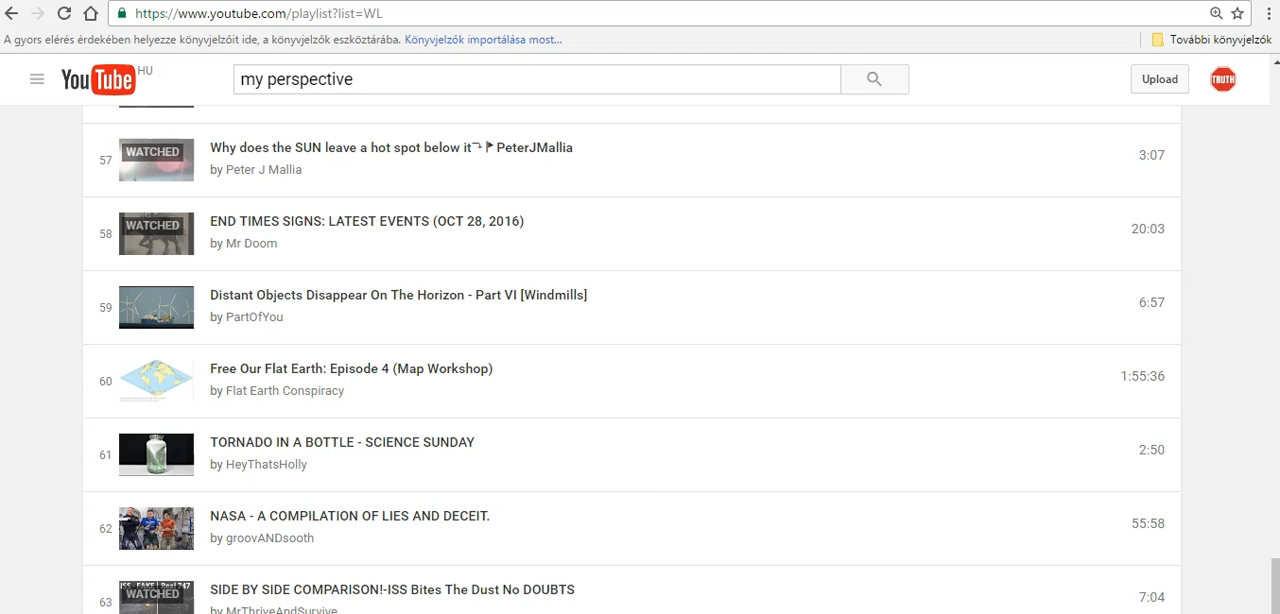 https://www.youtube.com/playlist?list=WL
A gyors elérés érdekében helyezze könyvjelzőit ide, a könyvjelzők eszköztárába. Könyvjelzők importálása most...
További könyvjelzők
YouTube HU
my perspective
Upload
TRUTH
57
WATCHED
Why does the SUN leave a hot spot below it PeterJMallia
by Peter J Mallia
3:07
58
WATCHED
END TIMES SIGNS: LATEST EVENTS (OCT 28, 2016)
by Mr Doom
20:03
59
Distant Objects Disappear On The Horizon - Part VI [Windmills]
by PartOfYou
6:57
60
Free Our Flat Earth: Episode 4 (Map Workshop)
by Flat Earth Conspiracy
1:55:36
61
TORNADO IN A BOTTLE - SCIENCE SUNDAY
by HeyThatsHolly
2:50
62
NASA - A COMPILATION OF LIES AND DECEIT.
by groovANDsooth
55:58
63
ISS - FAKE Real 747
WATCHED
SIDE BY SIDE COMPARISON!-ISS Bites The Dust No DOUBTS
by MrThriveAndSurvive
7:04